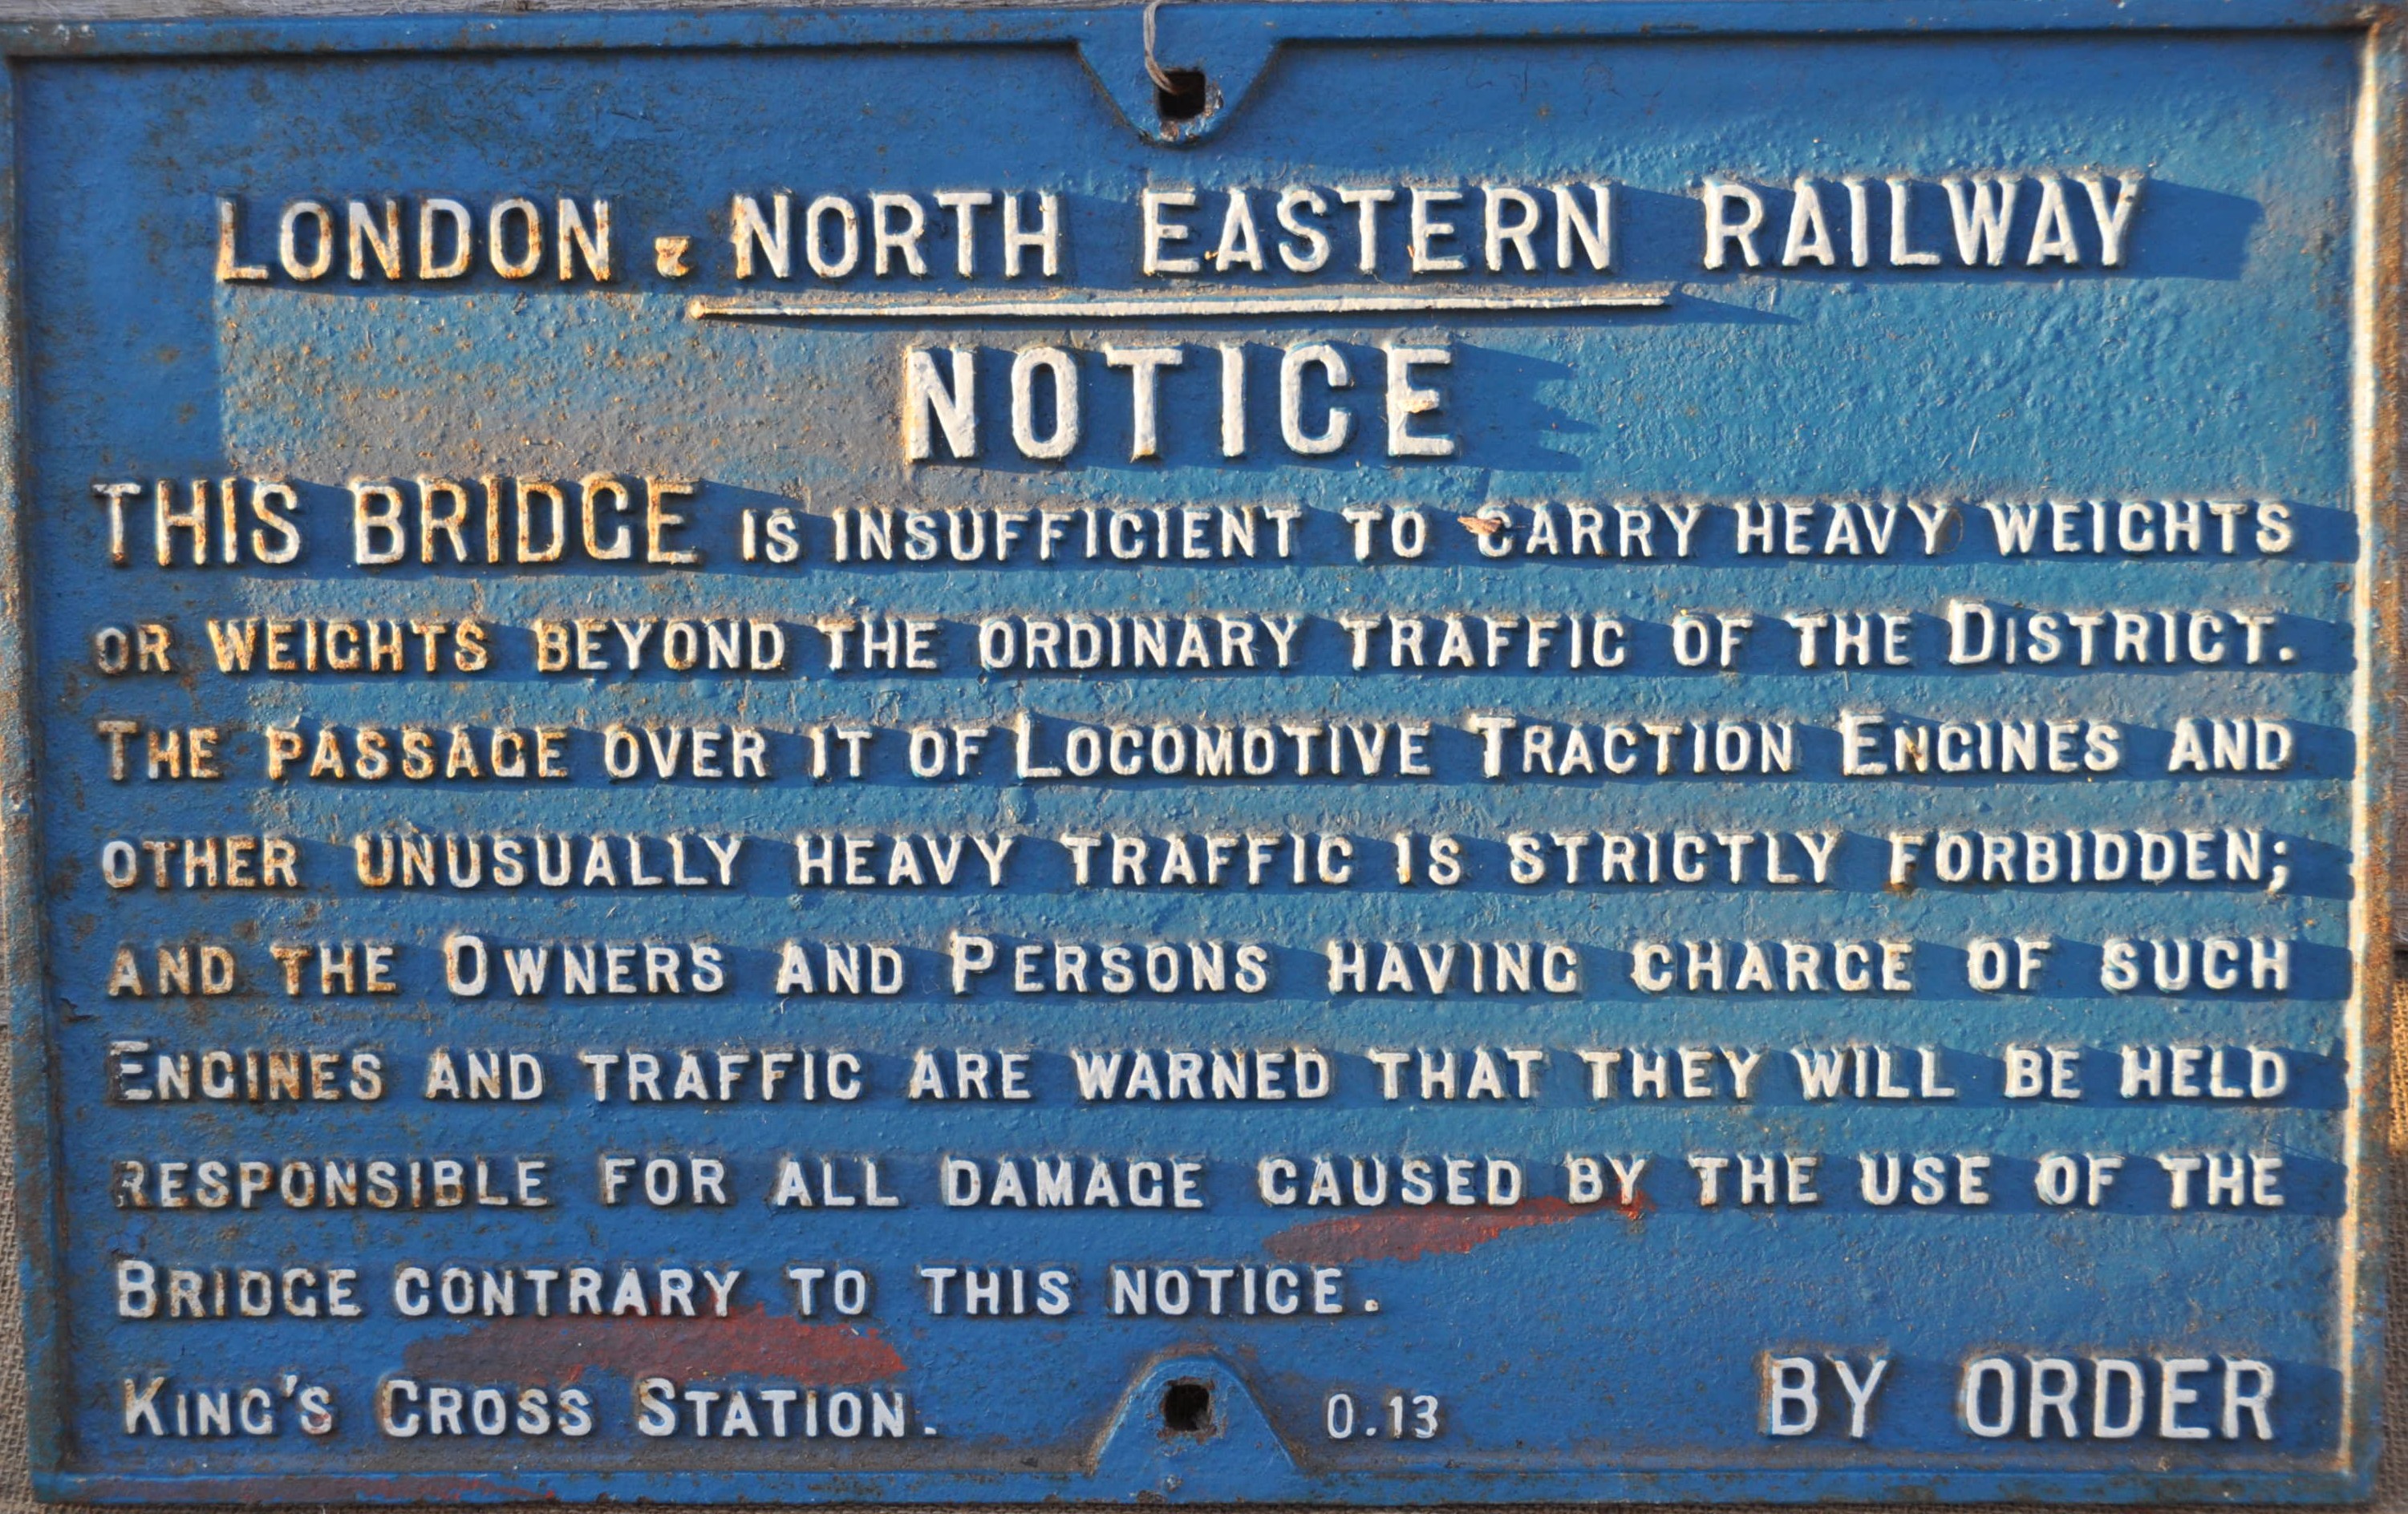 LONDON & NORTH EASTERN RAILWAY
NOTICE
THIS BRIDGE IS INSUFFICIENT TO CARRY HEAVY WEIGHTS
OR WEIGHTS BEYOND THE ORDINARY TRAFFIC OF THE DISTRICT.
THE PASSAGE OVER IT OF LOCOMOTIVE TRACTION ENGINES AND
OTHER UNUSUALLY HEAVY TRAFFIC IS STRICTLY FORBIDDEN;
AND THE OWNERS AND PERSONS HAVING CHARGE OF SUCH
ENGINES AND TRAFFIC ARE WARNED THAT THEY WILL BE HELD
RESPONSIBLE FOR ALL DAMAGE CAUSED BY THE USE OF THE
BRIDGE CONTRARY TO THIS NOTICE.
KING'S CROSS STATION. 0.13 BY ORDER